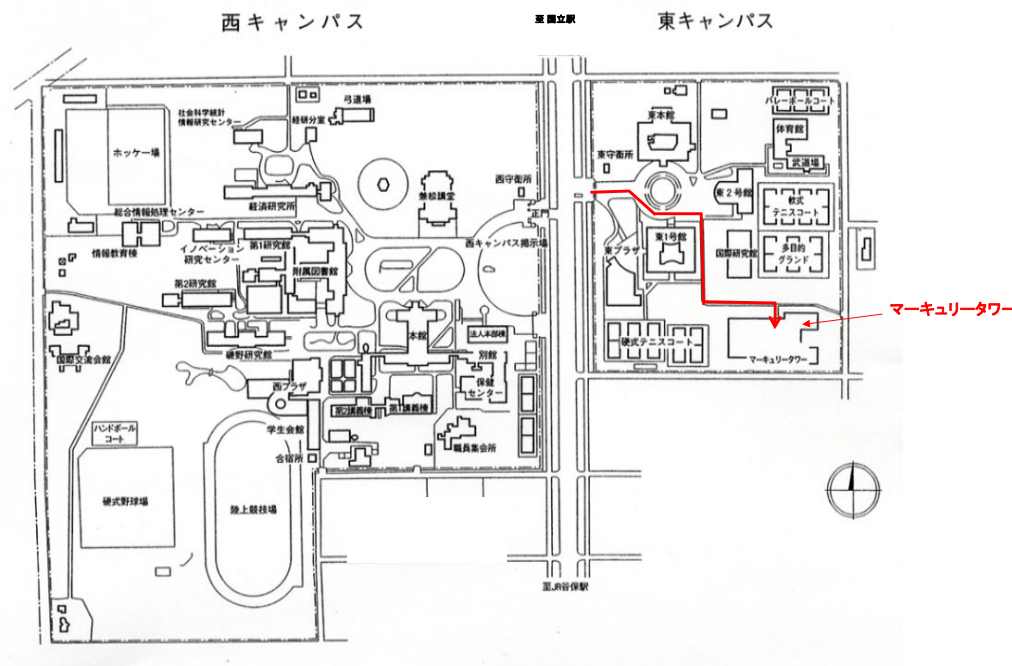 西キャンパス
至国立駅
東キャンパス
社会科学統計
情報研究センター
弓道場
経研分室
ホッケー場
バレーボールコート
東本館
体育館
武道場
東守衛所
西守衛所
兼松講堂
経済研究所
正門
東2号館
軟式
テニスコート
総合情報処理センター
情報教育棟
イノベーション
研究センター
第1研究館
附属図書館
西キャンパス掲示場
東プラザ
東1号館
国際研究館
多目的
グランド
第2研究館
本館
法人本部棟
マーキュリータワー
国際交流会館
磯野研究館
別館
保健
センター
硬式テニスコート
マーキュリータワー
西プラザ
第2講義棟
第1講義棟
ハンドボール
コート
学生会館
合宿所
職員集会所
硬式野球場
陸上競技場
至JR谷保駅